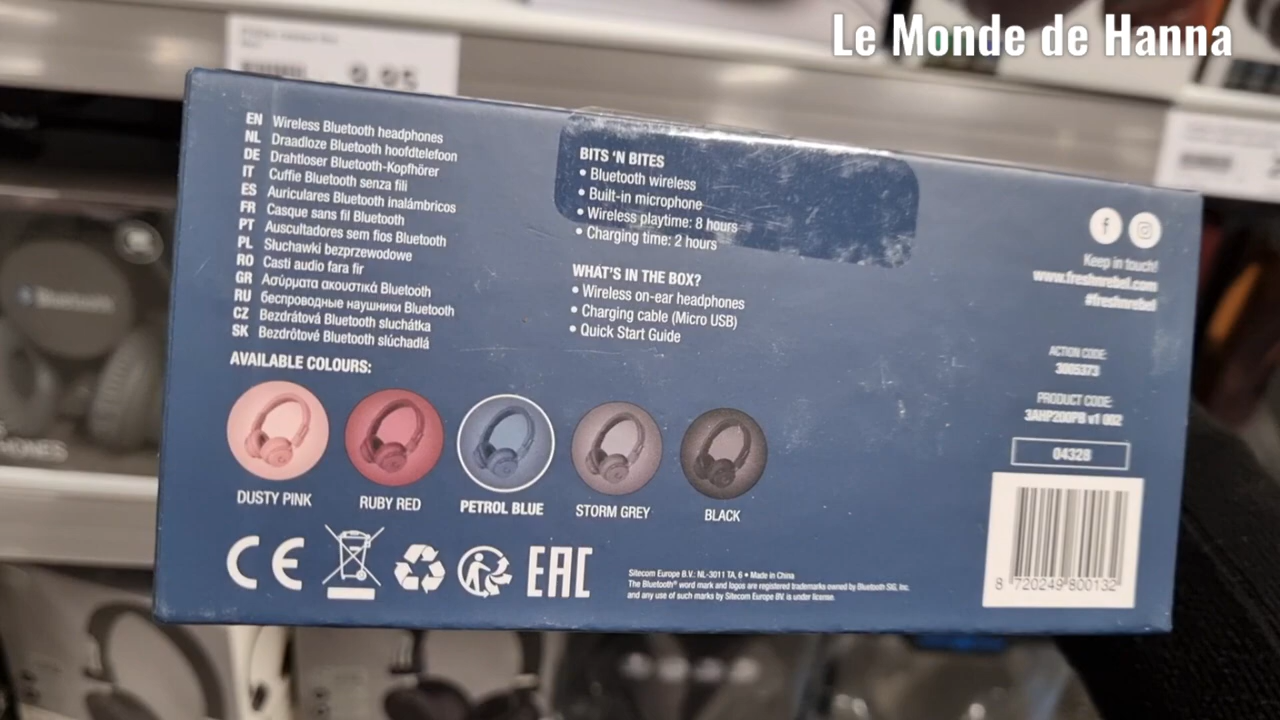 Le Monde de Hanna
9.95
EN Wireless Bluetooth headphones
NL Draadloze Bluetooth hoofdtelefoon
DE Drahtloser Bluetooth-Kopfhörer
IT Cuffie Bluetooth senza fili
ES Auriculares Bluetooth inalámbricos
FR Casque sans fil Bluetooth
PT Auscultadores sem fios Bluetooth
PL Słuchawki bezprzewodowe
RO Casti audio fara fir
GR Ασύρματα ακουστικά Bluetooth
RU беспроводные наушники Bluetooth
CZ Bezdrátová Bluetooth sluchátka
SK Bezdrôtové Bluetooth slúchadlá
BITS 'N BITES
• Bluetooth wireless
• Built-in microphone
• Wireless playtime: 8 hours
• Charging time: 2 hours
WHAT'S IN THE BOX?
• Wireless on-ear headphones
• Charging cable (Micro USB)
• Quick Start Guide
Keep in touch!
www.freshnrebel.com
#freshnrebel
ACTION CODE:
3005373
PRODUCT CODE:
3AHP200PB v1 002
04328
8 720249 800132
AVAILABLE COLOURS:
DUSTY PINK
RUBY RED
PETROL BLUE
STORM GREY
BLACK
CE
EAC
Sitecom Europe B.V.: NL-3011 TA, 6 • Made in China
The Bluetooth® word mark and logos are registered trademarks owned by Bluetooth SIG, Inc.
and any use of such marks by Sitecom Europe BV. is under license.
Bluetooth